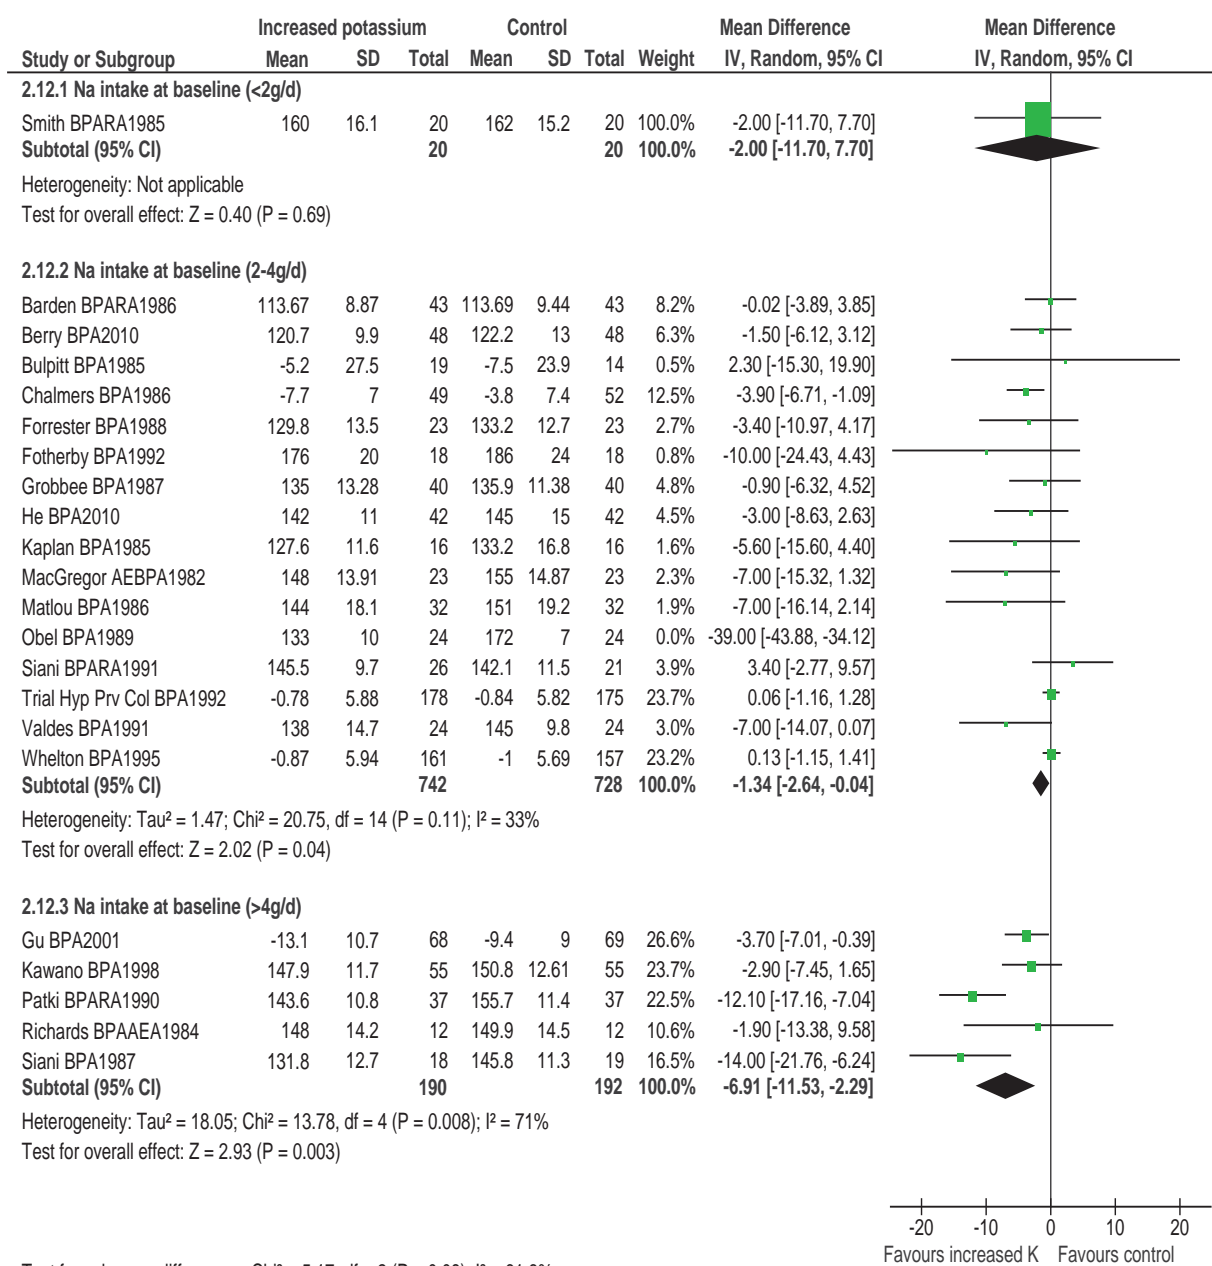 Increased potassium Control Mean Difference Mean Difference
Study or Subgroup Mean SD Total Mean SD Total Weight IV, Random, 95% CI IV, Random, 95% CI
2.12.1 Na intake at baseline (<2g/d)
Smith BPARA1985 160 16.1 20 162 15.2 20 100.0% -2.00 [-11.70, 7.70]
Subtotal (95% CI) 20 20 100.0% -2.00 [-11.70, 7.70]
Heterogeneity: Not applicable
Test for overall effect: Z = 0.40 (P = 0.69)
2.12.2 Na intake at baseline (2-4g/d)
Barden BPARA1986 113.67 8.87 43 113.69 9.44 43 8.2% -0.02 [-3.89, 3.85]
Berry BPA2010 120.7 9.9 48 122.2 13 48 6.3% -1.50 [-6.12, 3.12]
Bulpitt BPA1985 -5.2 27.5 19 -7.5 23.9 14 0.5% 2.30 [-15.30, 19.90]
Chalmers BPA1986 -7.7 7 49 -3.8 7.4 52 12.5% -3.90 [-6.71, -1.09]
Forrester BPA1988 129.8 13.5 23 133.2 12.7 23 2.7% -3.40 [-10.97, 4.17]
Fotherby BPA1992 176 20 18 186 24 18 0.8% -10.00 [-24.43, 4.43]
Grobbee BPA1987 135 13.28 40 135.9 11.38 40 4.8% -0.90 [-6.32, 4.52]
He BPA2010 142 11 42 145 15 42 4.5% -3.00 [-8.63, 2.63]
Kaplan BPA1985 127.6 11.6 16 133.2 16.8 16 1.6% -5.60 [-15.60, 4.40]
MacGregor AEBPA1982 148 13.91 23 155 14.87 23 2.3% -7.00 [-15.32, 1.32]
Matlou BPA1986 144 18.1 32 151 19.2 32 1.9% -7.00 [-16.14, 2.14]
Obel BPA1989 133 10 24 172 7 24 0.0% -39.00 [-43.88, -34.12]
Siani BPARA1991 145.5 9.7 26 142.1 11.5 21 3.9% 3.40 [-2.77, 9.57]
Trial Hyp Prv Col BPA1992 -0.78 5.88 178 -0.84 5.82 175 23.7% 0.06 [-1.16, 1.28]
Valdes BPA1991 138 14.7 24 145 9.8 24 3.0% -7.00 [-14.07, 0.07]
Whelton BPA1995 -0.87 5.94 161 -1 5.69 157 23.2% 0.13 [-1.15, 1.41]
Subtotal (95% CI) 742 728 100.0% -1.34 [-2.64, -0.04]
Heterogeneity: Tau² = 1.47; Chi² = 20.75, df = 14 (P = 0.11); I² = 33%
Test for overall effect: Z = 2.02 (P = 0.04)
2.12.3 Na intake at baseline (>4g/d)
Gu BPA2001 -13.1 10.7 68 -9.4 9 69 26.6% -3.70 [-7.01, -0.39]
Kawano BPA1998 147.9 11.7 55 150.8 12.61 55 23.7% -2.90 [-7.45, 1.65]
Patki BPARA1990 143.6 10.8 37 155.7 11.4 37 22.5% -12.10 [-17.16, -7.04]
Richards BPAAEA1984 148 14.2 12 149.9 14.5 12 10.6% -1.90 [-13.38, 9.58]
Siani BPA1987 131.8 12.7 18 145.8 11.3 19 16.5% -14.00 [-21.76, -6.24]
Subtotal (95% CI) 190 192 100.0% -6.91 [-11.53, -2.29]
Heterogeneity: Tau² = 18.05; Chi² = 13.78, df = 4 (P = 0.008); I² = 71%
Test for overall effect: Z = 2.93 (P = 0.003)
-20 -10 0 10 20
Favours increased K Favours control